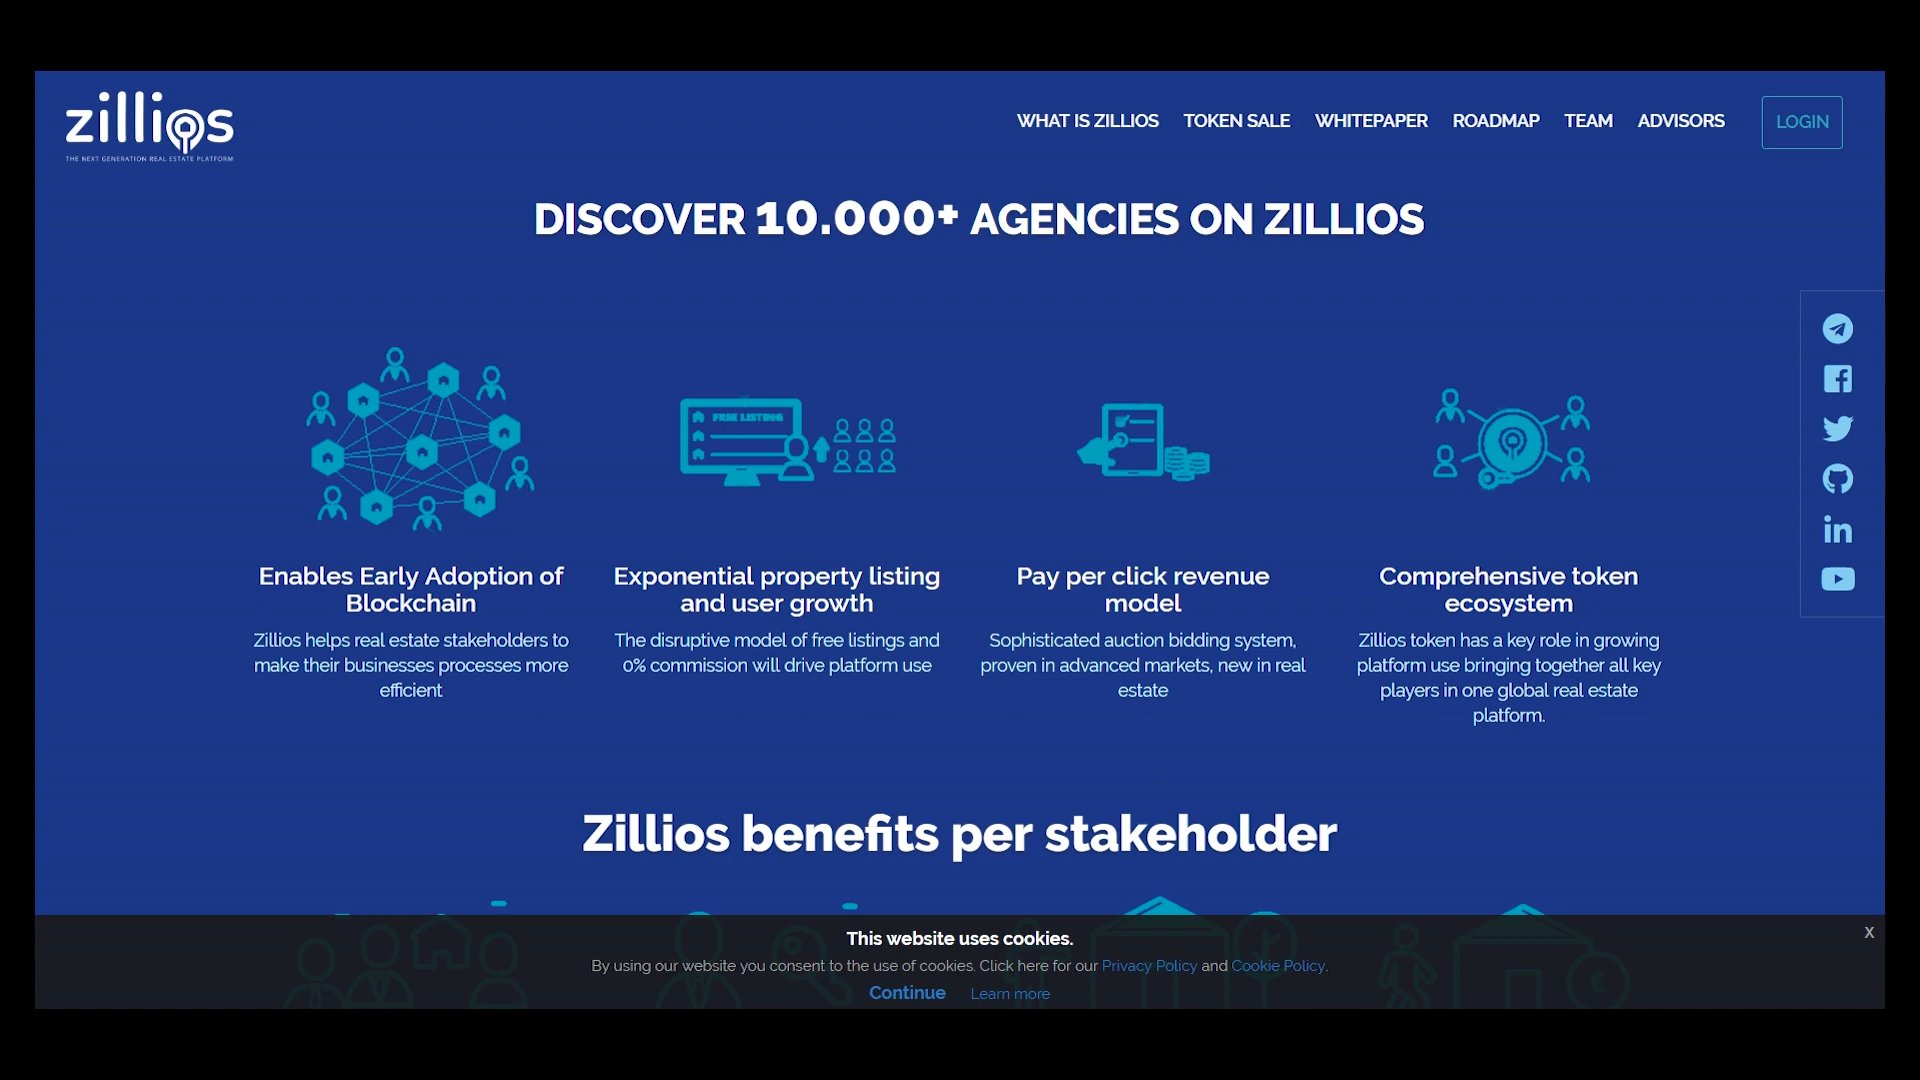 zillios
THE NEXT GENERATION REAL ESTATE PLATFORM
WHAT IS ZILLIOS TOKEN SALE WHITEPAPER ROADMAP TEAM ADVISORS LOGIN
DISCOVER 10.000+ AGENCIES ON ZILLIOS
FREE LISTING
Enables Early Adoption of
Blockchain
Zillios helps real estate stakeholders to
make their businesses processes more
efficient
Exponential property listing
and user growth
The disruptive model of free listings and
0% commission will drive platform use
Pay per click revenue
model
Sophisticated auction bidding system,
proven in advanced markets, new in real
estate
Comprehensive token
ecosystem
Zillios token has a key role in growing
platform use bringing together all key
players in one global real estate
platform.
Zillios benefits per stakeholder
This website uses cookies.
X
By using our website you consent to the use of cookies. Click here for our Privacy Policy and Cookie Policy.
Continue Learn more